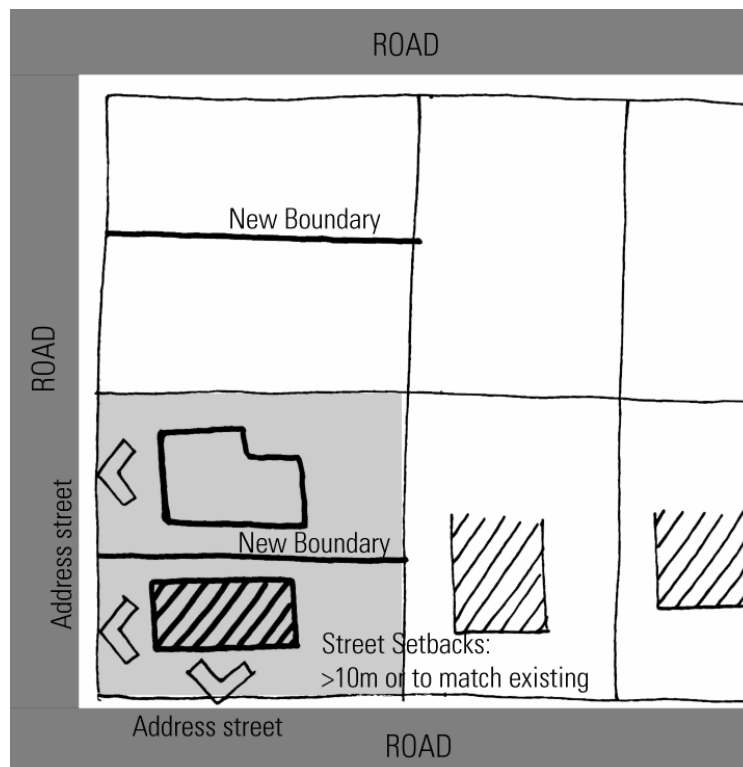 ROAD
New Boundary
ROAD
Address street
New Boundary
Street Setbacks:
>10m or to match existing
Address street
ROAD